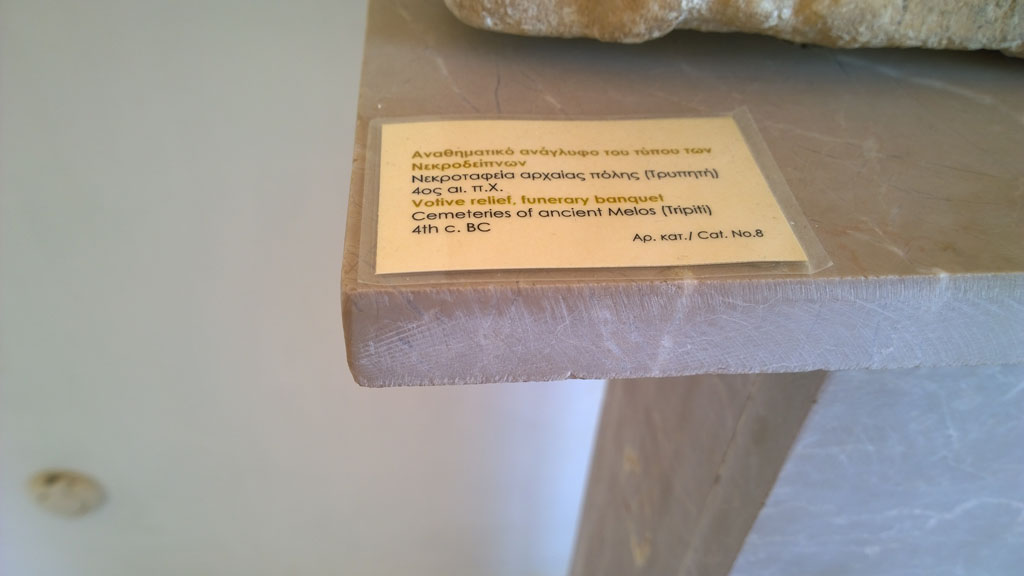 Αναθηματικό ανάγλυφο του τύπου των
Νεκροδείπνων
Νεκροταφεία αρχαίας πόλης (Τρυπητή)
4ος αι. π.Χ.
Votive relief, funerary banquet
Cemeteries of ancient Melos (Tripiti)
4th c. BC
Αρ. κατ./ Cat. No.8